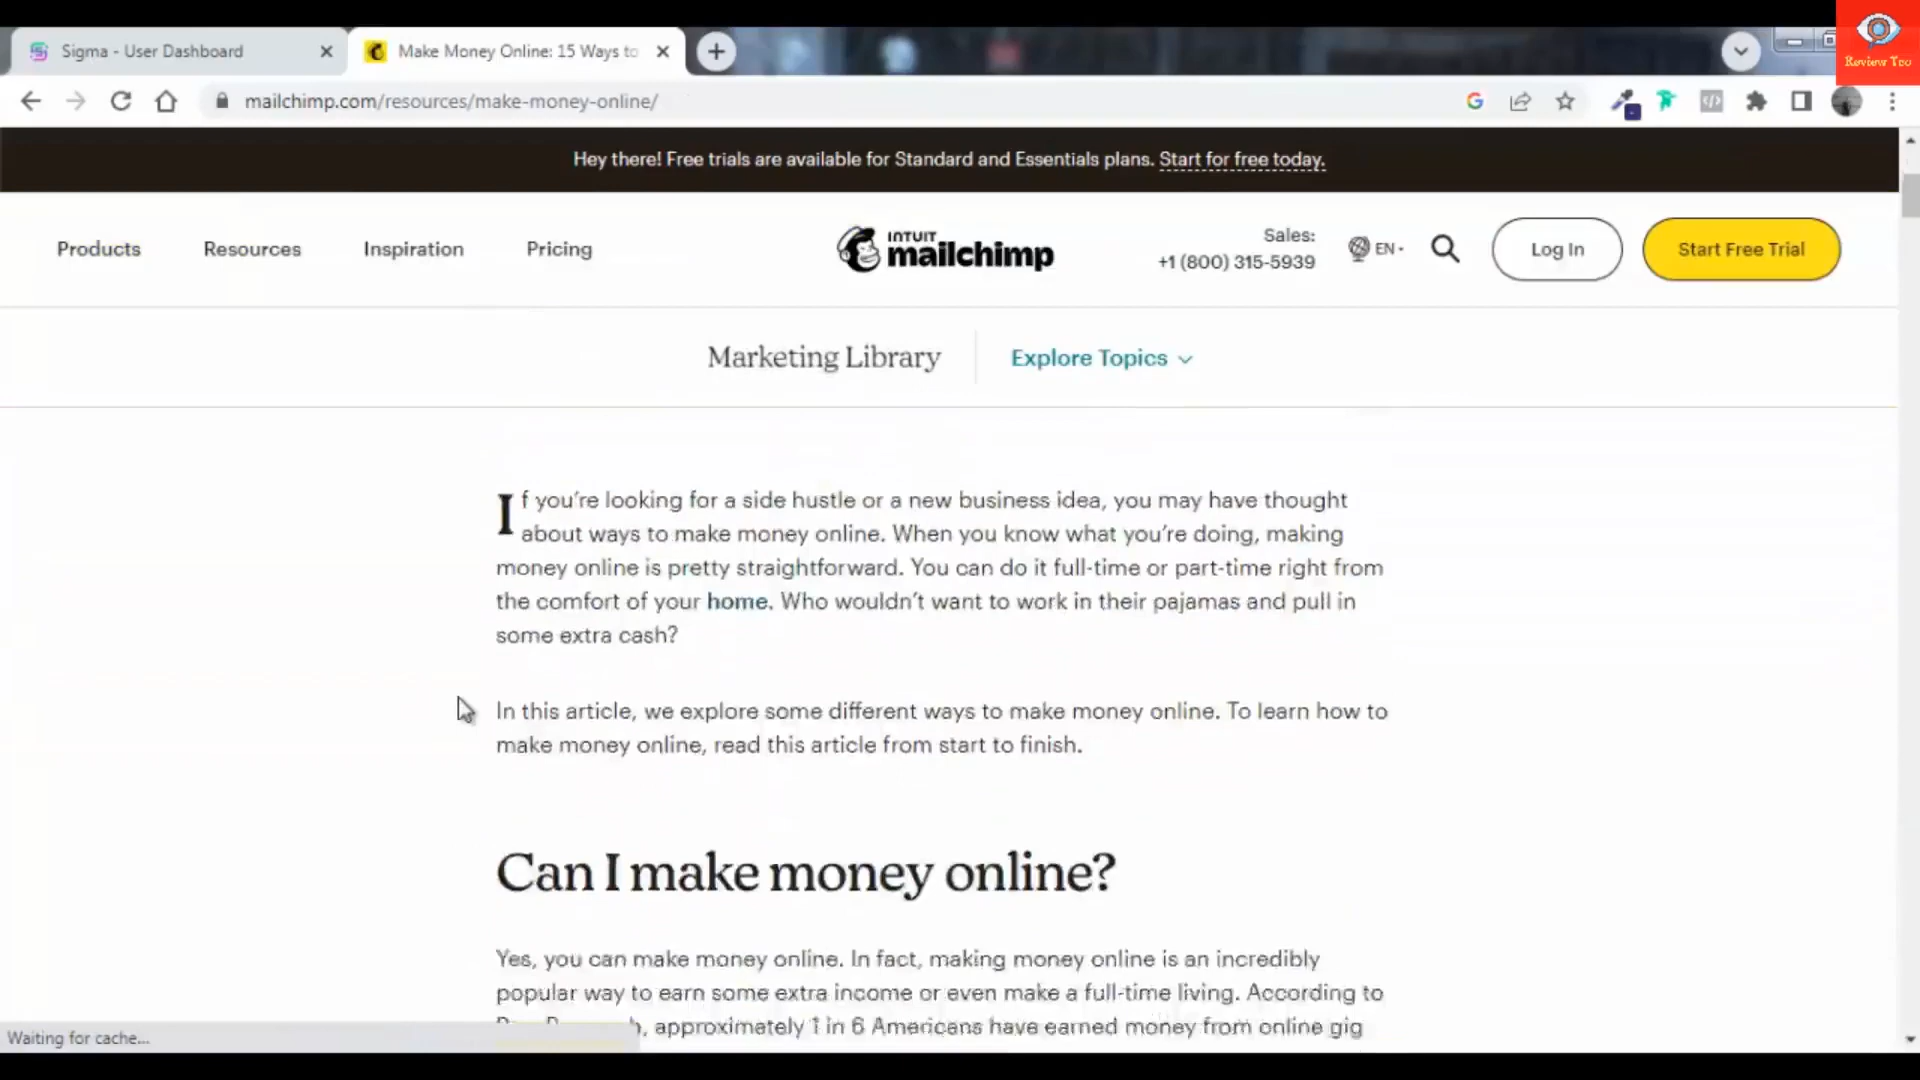 Sigma - User Dashboard
Make Money Online: 15 Ways to
Review Tvo
mailchimp.com/resources/make-money-online/
Hey there! Free trials are available for Standard and Essentials plans. Start for free today.
Products
Resources
Inspiration
Pricing
INTUIT
mailchimp
Sales:
+1 (800) 315-5939
EN
Log In
Start Free Trial
Marketing Library
Explore Topics
If you're looking for a side hustle or a new business idea, you may have thought
about ways to make money online. When you know what you're doing, making
money online is pretty straightforward. You can do it full-time or part-time right from
the comfort of your home. Who wouldn't want to work in their pajamas and pull in
some extra cash?
In this article, we explore some different ways to make money online. To learn how to
make money online, read this article from start to finish.
Can I make money online?
Yes, you can make money online. In fact, making money online is an incredibly
popular way to earn some extra income or even make a full-time living. According to
, approximately 1 in 6 Americans have earned money from online gig
Waiting for cache...